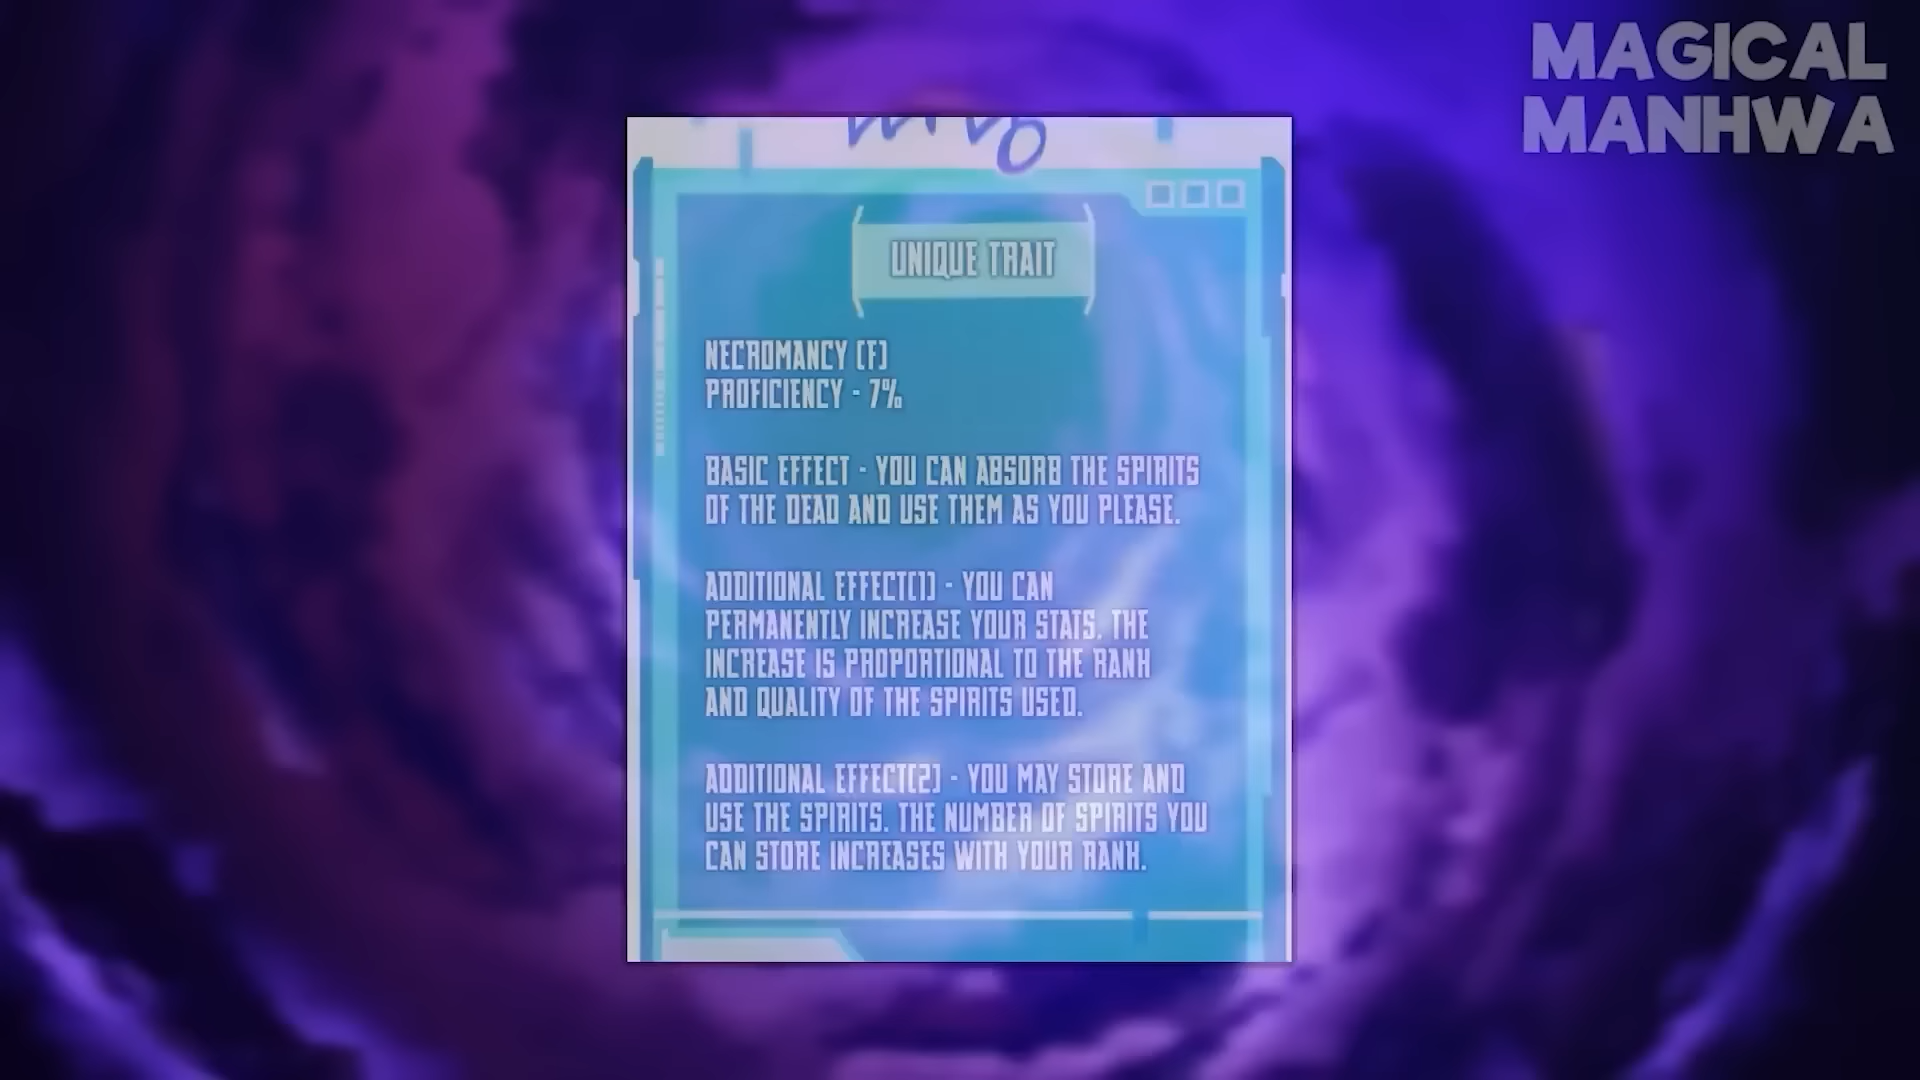 MAGICAL
MANHWA
UNIQUE TRAIT
NECROMANCY (F)
PROFICIENCY - 7%
BASIC EFFECT - YOU CAN ABSORB THE SPIRITS
OF THE DEAD AND USE THEM AS YOU PLEASE.
ADDITIONAL EFFECT(1) - YOU CAN
PERMANENTLY INCREASE YOUR STATS. THE
INCREASE IS PROPORTIONAL TO THE RANK
AND QUALITY OF THE SPIRITS USED.
ADDITIONAL EFFECT(2) - YOU MAY STORE AND
USE THE SPIRITS. THE NUMBER OF SPIRITS YOU
CAN STORE INCREASES WITH YOUR RANK.